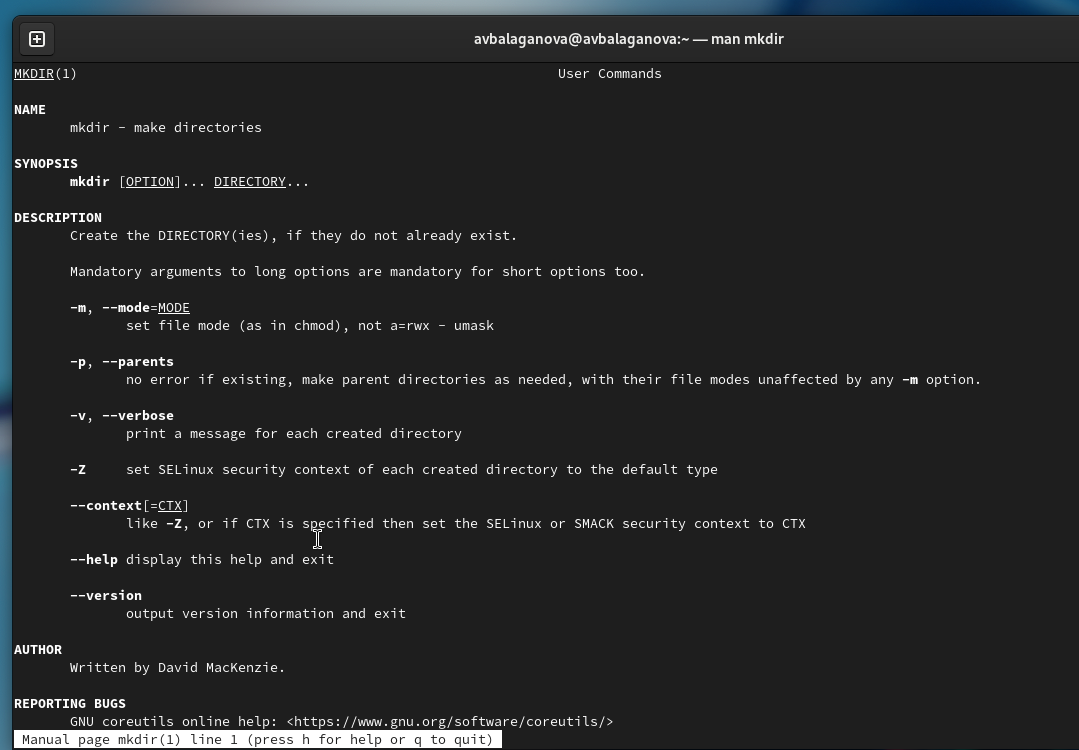 avbalaganova@avbalaganova:~ — man mkdir
MKDIR(1) User Commands
NAME
mkdir - make directories
SYNOPSIS
mkdir [OPTION]... DIRECTORY...
DESCRIPTION
Create the DIRECTORY(ies), if they do not already exist.
Mandatory arguments to long options are mandatory for short options too.
-m, --mode=MODE
set file mode (as in chmod), not a=rwx - umask
-p, --parents
no error if existing, make parent directories as needed, with their file modes unaffected by any -m option.
-v, --verbose
print a message for each created directory
-Z set SELinux security context of each created directory to the default type
--context[=CTX]
like -Z, or if CTX is specified then set the SELinux or SMACK security context to CTX
--help display this help and exit
--version
output version information and exit
AUTHOR
Written by David MacKenzie.
REPORTING BUGS
GNU coreutils online help: <https://www.gnu.org/software/coreutils/>
Manual page mkdir(1) line 1 (press h for help or q to quit)